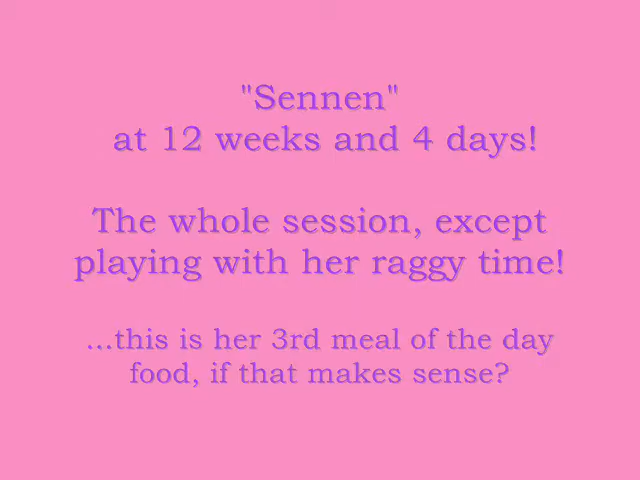 "Sennen"
at 12 weeks and 4 days!
The whole session, except
playing with her raggy time!
...this is her 3rd meal of the day
food, if that makes sense?